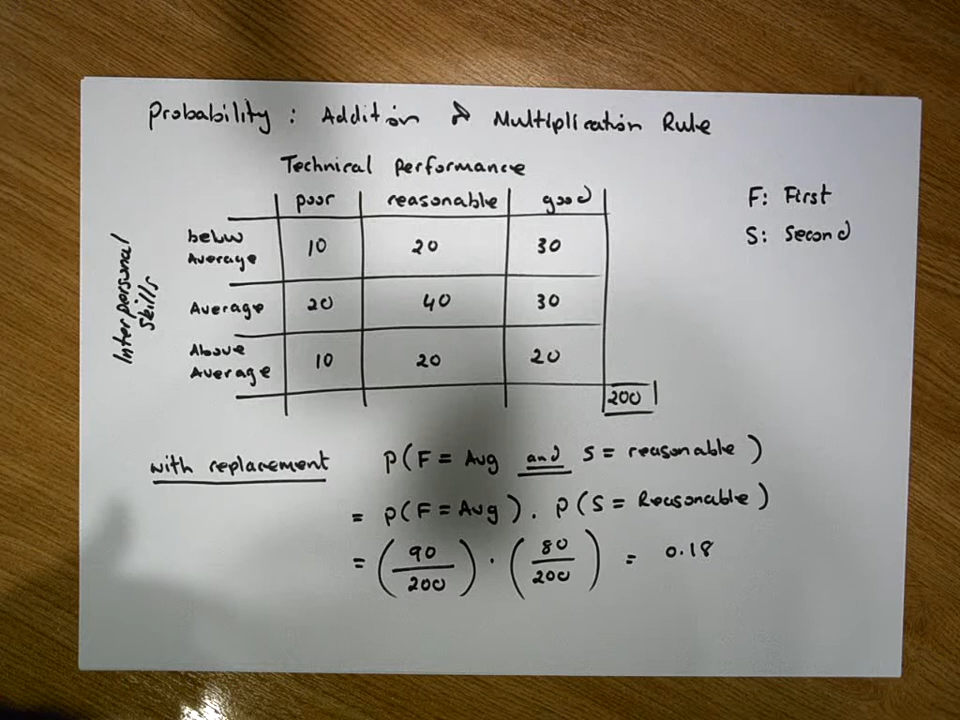 Probability : Addition & Multiplication Rule
Technical Performance
F: First
poor reasonable good
S: Second
Interpersonal Skills
below Average 10 20 30
Average 20 40 30
Above Average 10 20 20
200
with replacement P(F = Avg and S = reasonable)
= P(F = Avg). P(S = Reasonable)
= (90/200) · (80/200) = 0.18